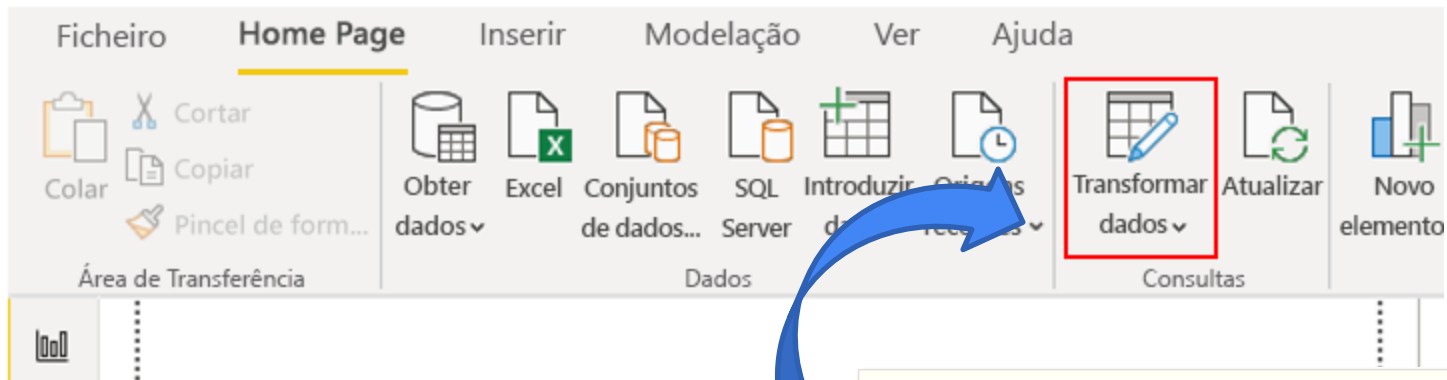 Ficheiro Home Page Inserir Modelação Ver Ajuda
Cortar
Copiar
Colar
Pincel de form...
Área de Transferência
Obter
dados
Excel
Conjuntos
de dados...
SQL
Server
Introduzir
Origens
Dados
Transformar
dados
Atualizar
Consultas
Novo
elemento